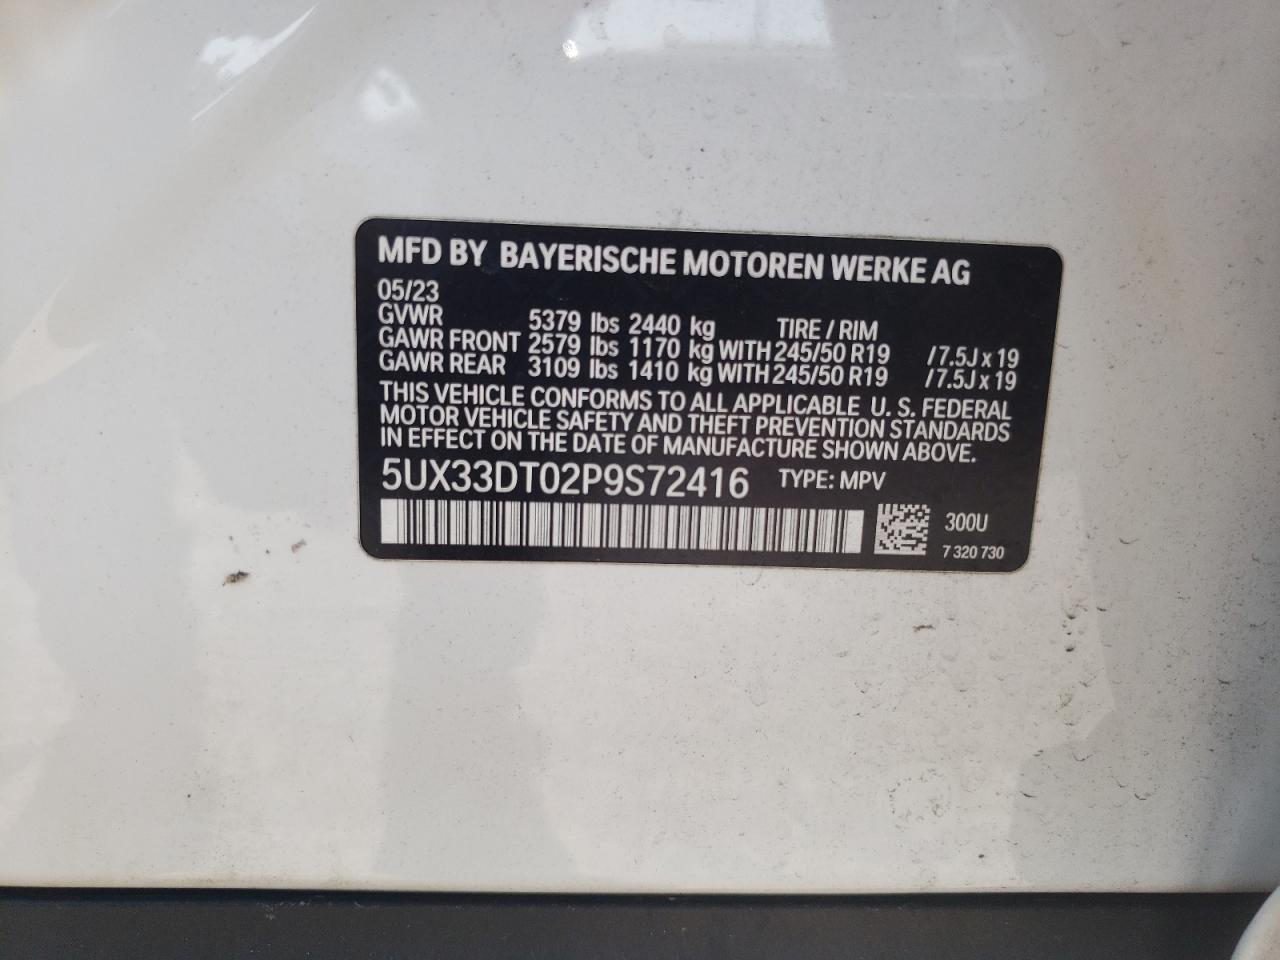 MFD BY BAYERISCHE MOTOREN WERKE AG
05/23
GVWR 5379 lbs 2440 kg TIRE / RIM
GAWR FRONT 2579 lbs 1170 kg WITH 245/50 R19 /7.5J x 19
GAWR REAR 3109 lbs 1410 kg WITH 245/50 R19 /7.5J x 19
THIS VEHICLE CONFORMS TO ALL APPLICABLE U. S. FEDERAL
MOTOR VEHICLE SAFETY AND THEFT PREVENTION STANDARDS
IN EFFECT ON THE DATE OF MANUFACTURE SHOWN ABOVE.
5UX33DT02P9S72416 TYPE: MPV
300U
7 320 730